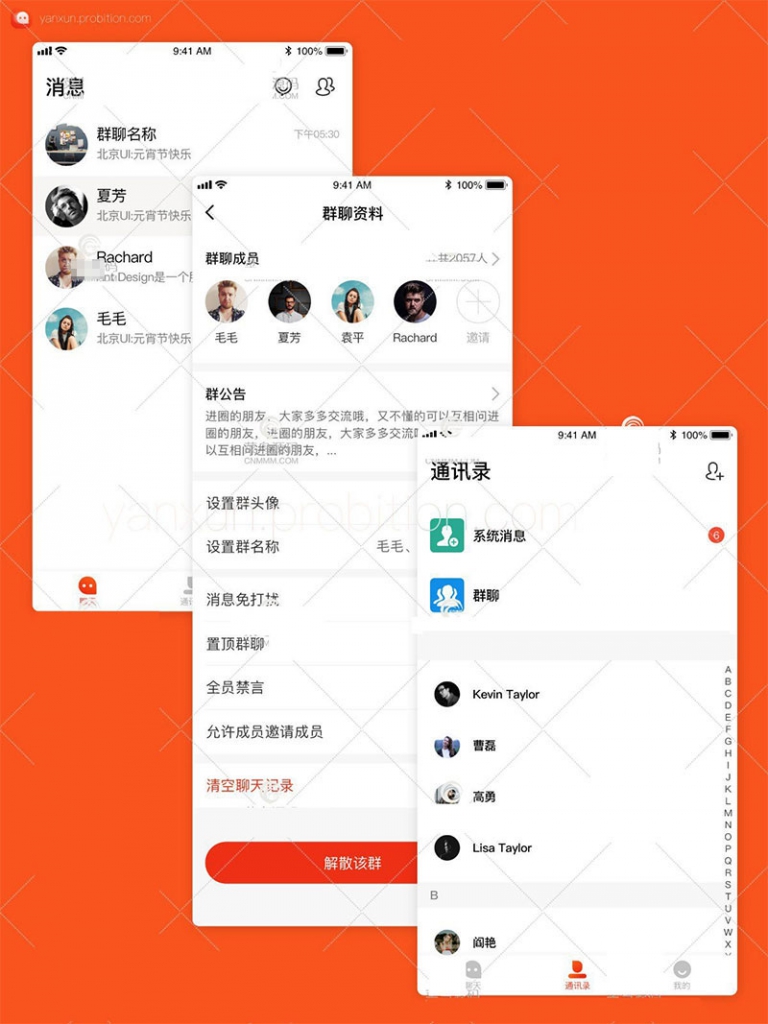 yanxun.probition.com
9:41 AM
100%
消息
下午05:30
群聊名称
北京UI:元宵节快乐
夏芳
北京UI:元宵节快乐
Rachard
Design是一个
毛毛
北京UI:元宵节快乐
9:41 AM
100%
群聊资料
群聊成员
共2057人
毛毛
夏芳
袁平
Rachard
邀请
群公告
进圈的朋友、大家多多交流哦，又不懂的可以互相问进
圈的朋友，进圈的朋友，大家多多交流
以互相问进圈的朋友，...
CNMMM.COM
设置群头像
设置群名称
毛毛、
消息免打扰
置顶群聊
全员禁言
允许成员邀请成员
清空聊天记录
解散该群
yanxun.probition.com
9:41 AM
100%
通讯录
系统消息
6
群聊
Kevin Taylor
曹磊
高勇
Lisa Taylor
B
阎艳
A
B
C
D
E
F
G
H
I
J
K
L
M
N
O
P
Q
R
S
T
U
V
W
X
聊天
通讯录
我的